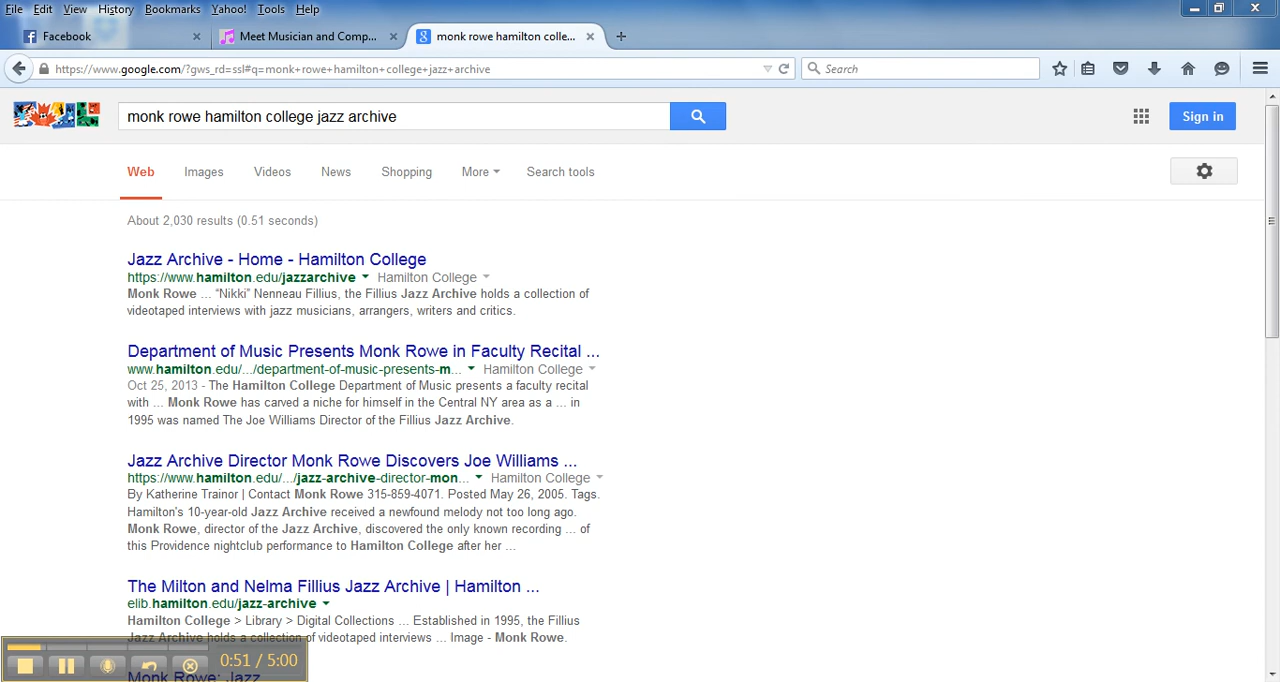 File Edit View History Bookmarks Yahoo! Tools Help
Facebook Meet Musician and Comp... monk rowe hamilton colle...
https://www.google.com/?gws_rd=ssl#q=monk+rowe+hamilton+college+jazz+archive Search
monk rowe hamilton college jazz archive Sign in
Web Images Videos News Shopping More Search tools
About 2,030 results (0.51 seconds)
Jazz Archive - Home - Hamilton College
https://www.hamilton.edu/jazzarchive Hamilton College
Monk Rowe ... “Nikki” Nenneau Fillius, the Fillius Jazz Archive holds a collection of
videotaped interviews with jazz musicians, arrangers, writers and critics.
Department of Music Presents Monk Rowe in Faculty Recital ...
www.hamilton.edu/.../department-of-music-presents-m... Hamilton College
Oct 25, 2013 - The Hamilton College Department of Music presents a faculty recital
with ... Monk Rowe has carved a niche for himself in the Central NY area as a ... in
1995 was named The Joe Williams Director of the Fillius Jazz Archive.
Jazz Archive Director Monk Rowe Discovers Joe Williams ...
https://www.hamilton.edu/.../jazz-archive-director-mon... Hamilton College
By Katherine Trainor | Contact Monk Rowe 315-859-4071. Posted May 26, 2005. Tags.
Hamilton's 10-year-old Jazz Archive received a newfound melody not too long ago.
Monk Rowe, director of the Jazz Archive, discovered the only known recording ... of
this Providence nightclub performance to Hamilton College after her ...
The Milton and Nelma Fillius Jazz Archive | Hamilton ...
elib.hamilton.edu/jazz-archive
Hamilton College > Library > Digital Collections ... Established in 1995, the Fillius
Jazz Archive holds a collection of videotaped interviews ... Image - Monk Rowe.
Monk Rowe: Jazz
0:51 / 5:00